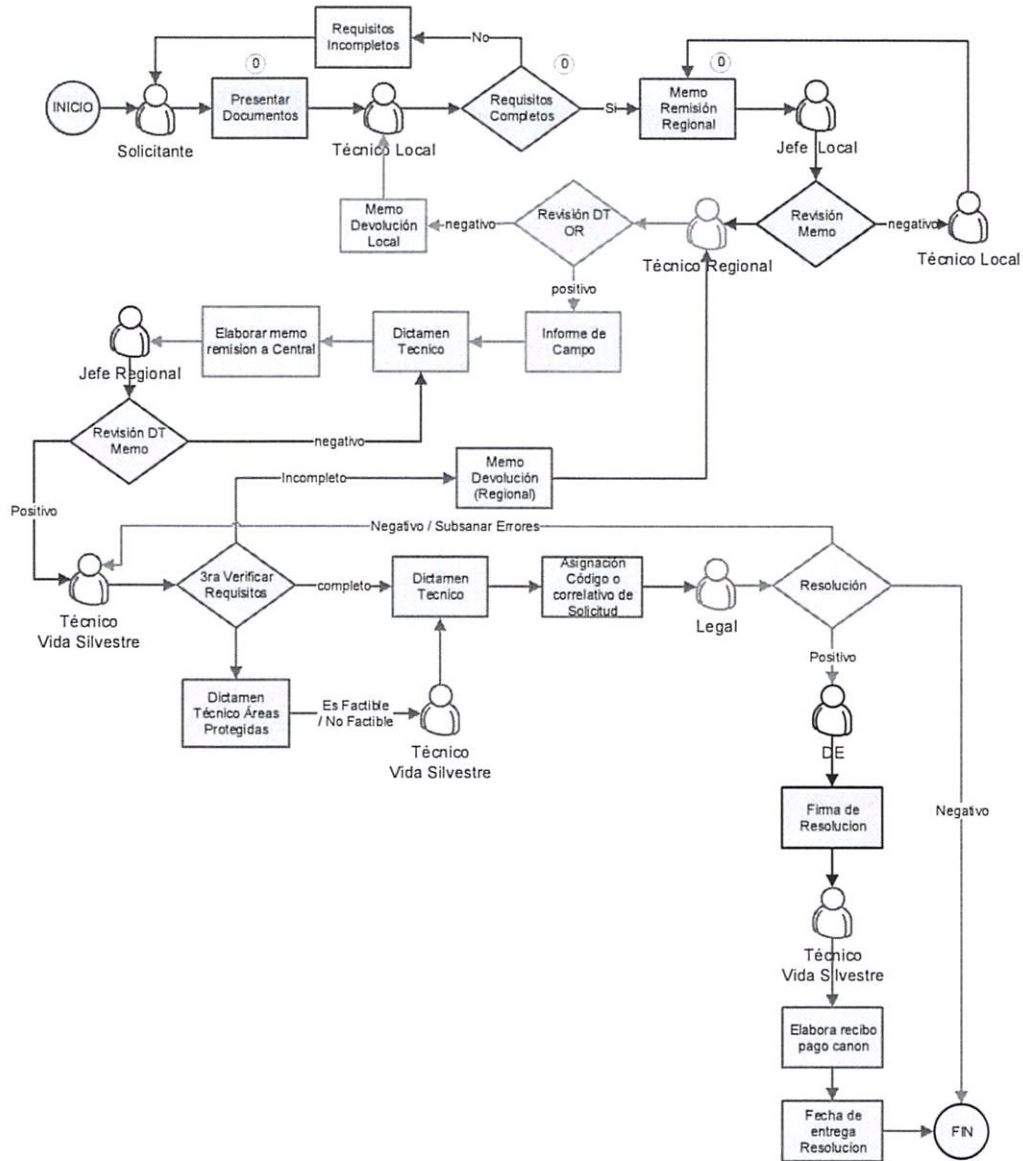 Requisitos
Incompletos
No
0
0
0
INICIO
Presentar
Documentos
Requisitos
Completos
Si
Memo
Remisión
Regional
Solicitante
Técnico Local
Jefe Local
Memo
Devolución
Local
negativo
Revisión DT
OR
Técnico Regional
Revisión
Memo
negativo
Técnico Local
positivo
Elaborar memo
remision a Central
Dictamen
Tecnico
Informe de
Campo
Jefe Regional
Revisión DT
Memo
negativo
Incompleto
Memo
Devolución
(Regional)
Positivo
Negativo / Subsanar Errores
3ra Verificar
Requisitos
completo
Dictamen
Tecnico
Asignación
Código o
correlativo de
Solicitud
Legal
Resolución
Técnico
Vida Silvestre
Positivo
Dictamen
Técnico Áreas
Protegidas
Es Factible
/ No Factible
Técnico
Vida Silvestre
DE
Firma de
Resolucion
Negativo
Técnico
Vida Silvestre
Elabora recibo
pago canon
Fecha de
entrega
Resolucion
FIN